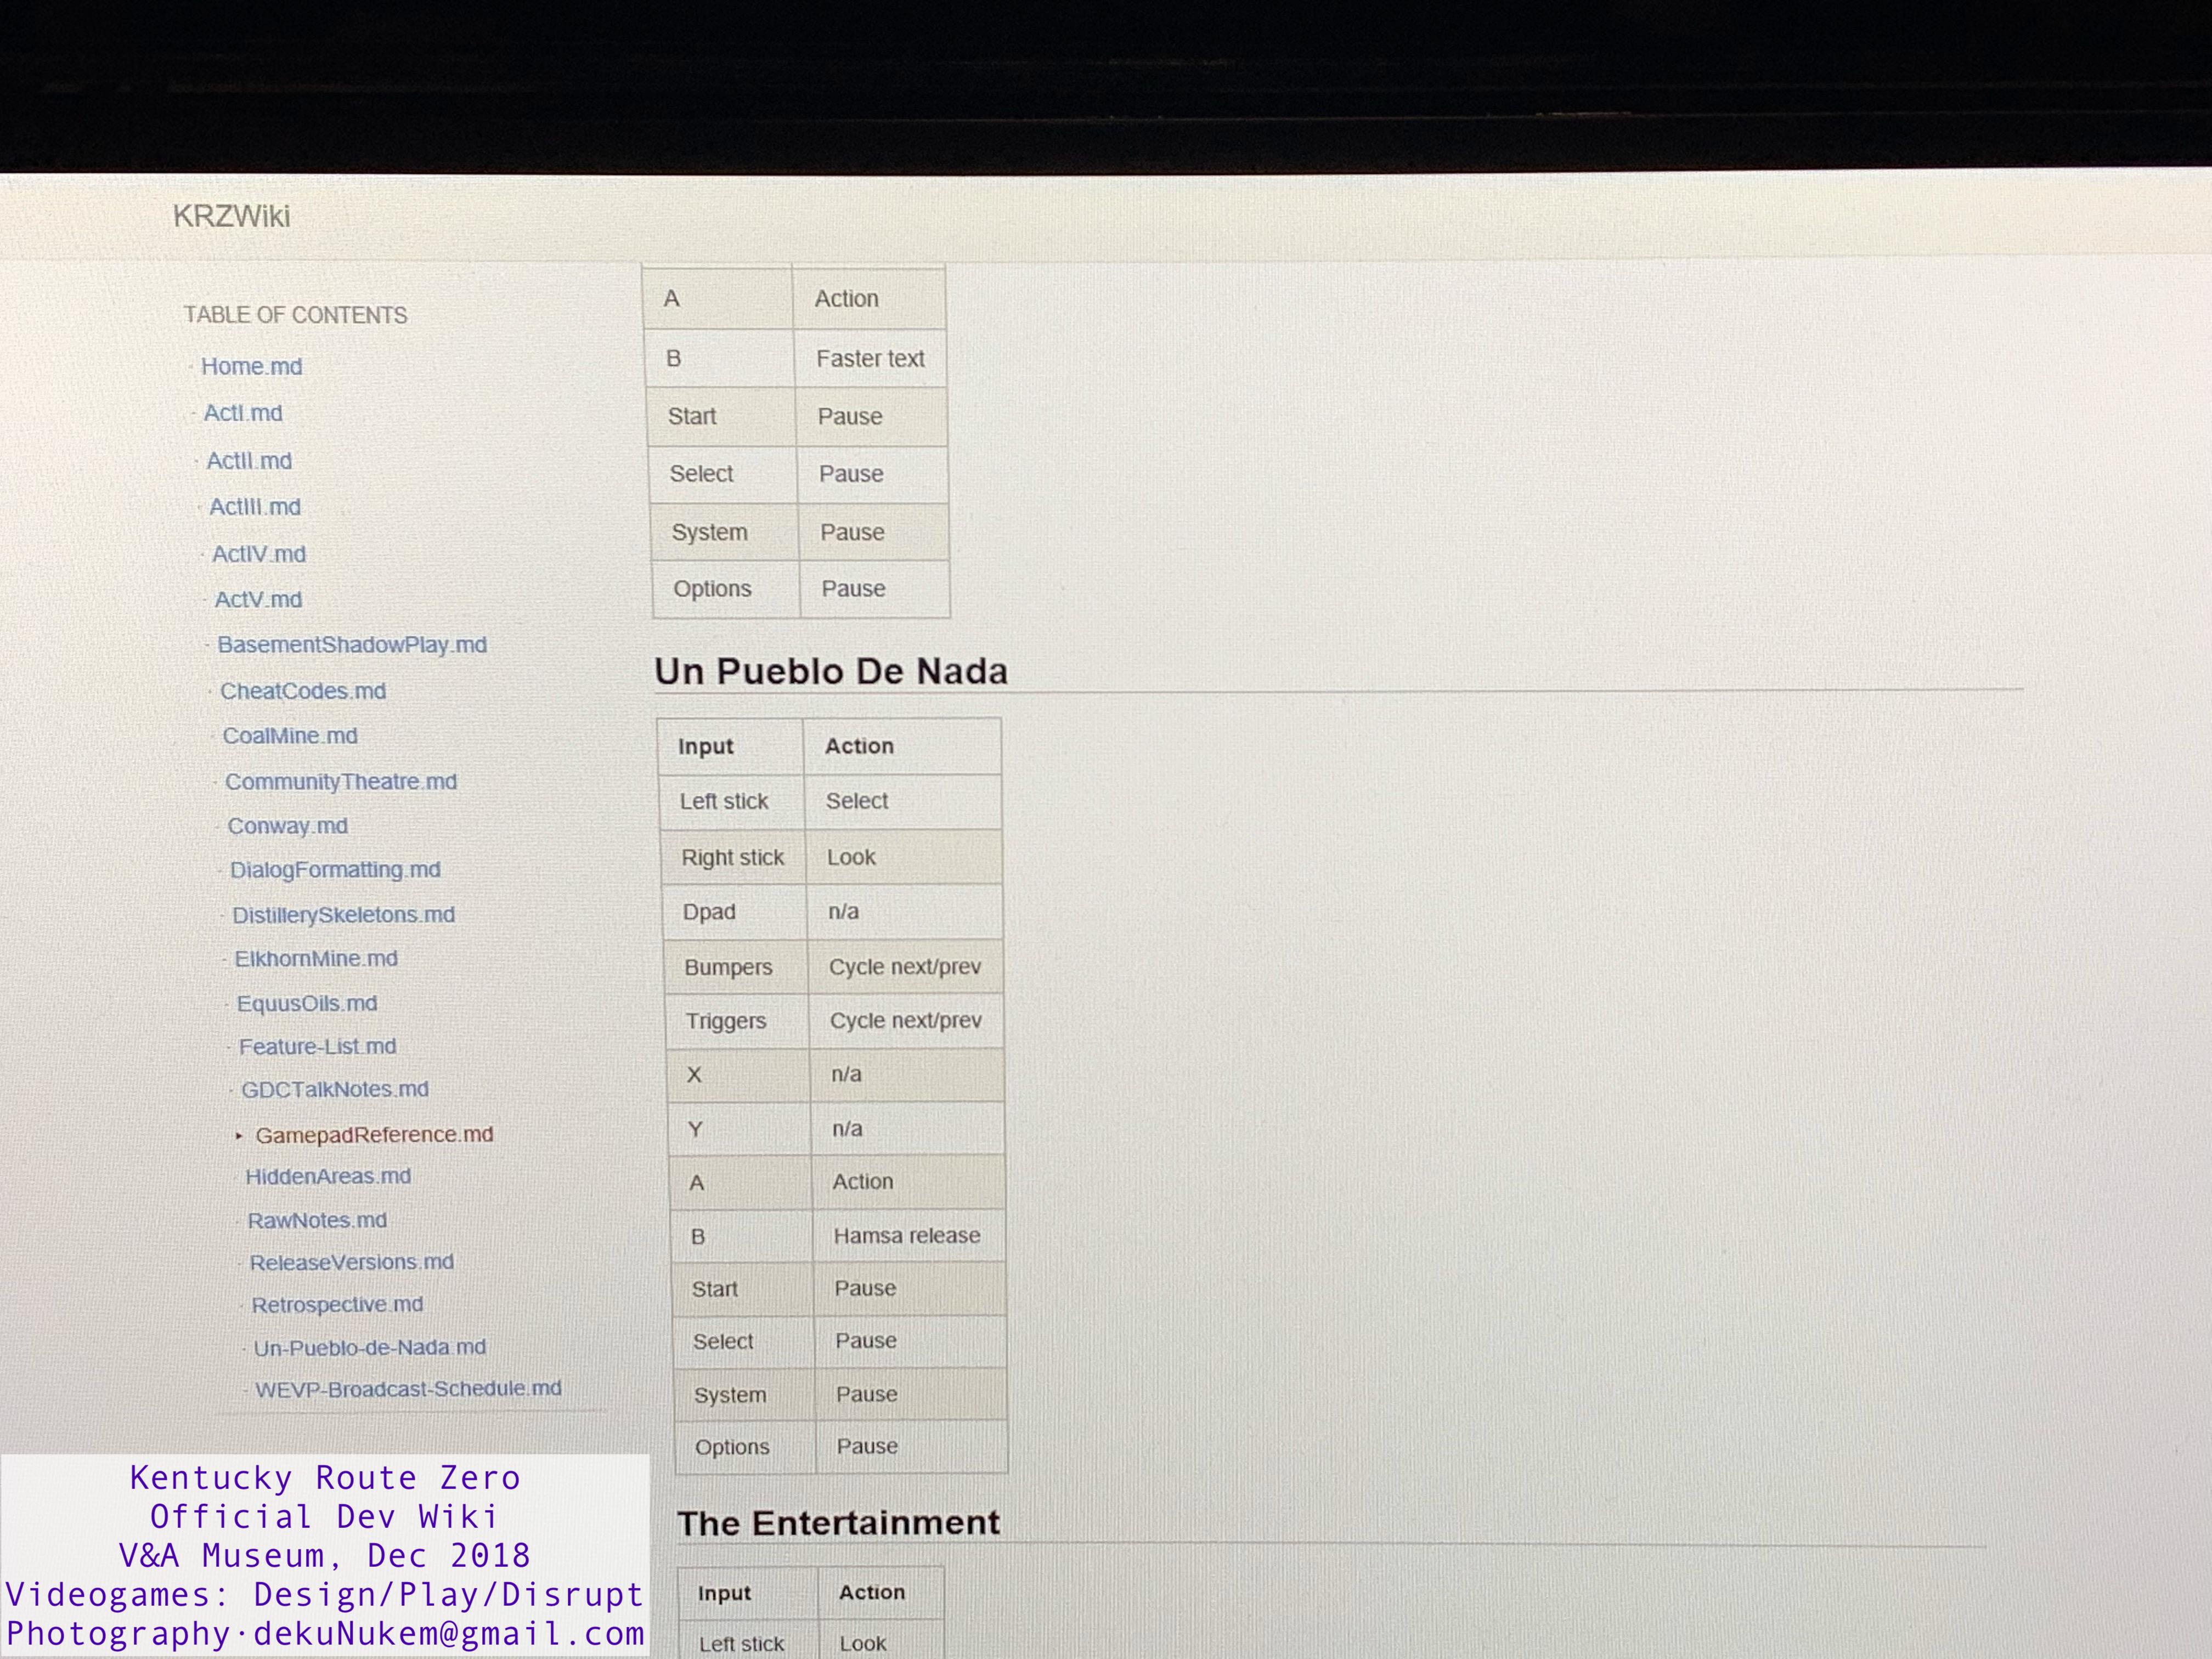 KRZWiki
TABLE OF CONTENTS
Home.md
ActI.md
ActII.md
ActIII.md
ActIV.md
ActV.md
BasementShadowPlay.md
CheatCodes.md
CoalMine.md
CommunityTheatre.md
Conway.md
DialogFormatting.md
DistillerySkeletons.md
ElkhornMine.md
EquusOils.md
Feature-List.md
GDCTalkNotes.md
GamepadReference.md
HiddenAreas.md
RawNotes.md
ReleaseVersions.md
Retrospective.md
Un-Pueblo-de-Nada.md
WEVP-Broadcast-Schedule.md
A Action
B Faster text
Start Pause
Select Pause
System Pause
Options Pause
Un Pueblo De Nada
Input Action
Left stick Select
Right stick Look
Dpad n/a
Bumpers Cycle next/prev
Triggers Cycle next/prev
X n/a
Y n/a
A Action
B Hamsa release
Start Pause
Select Pause
System Pause
Options Pause
The Entertainment
Input Action
Left stick Look
Kentucky Route Zero
Official Dev Wiki
V&A Museum, Dec 2018
Videogames: Design/Play/Disrupt
Photography·dekuNukem@gmail.com